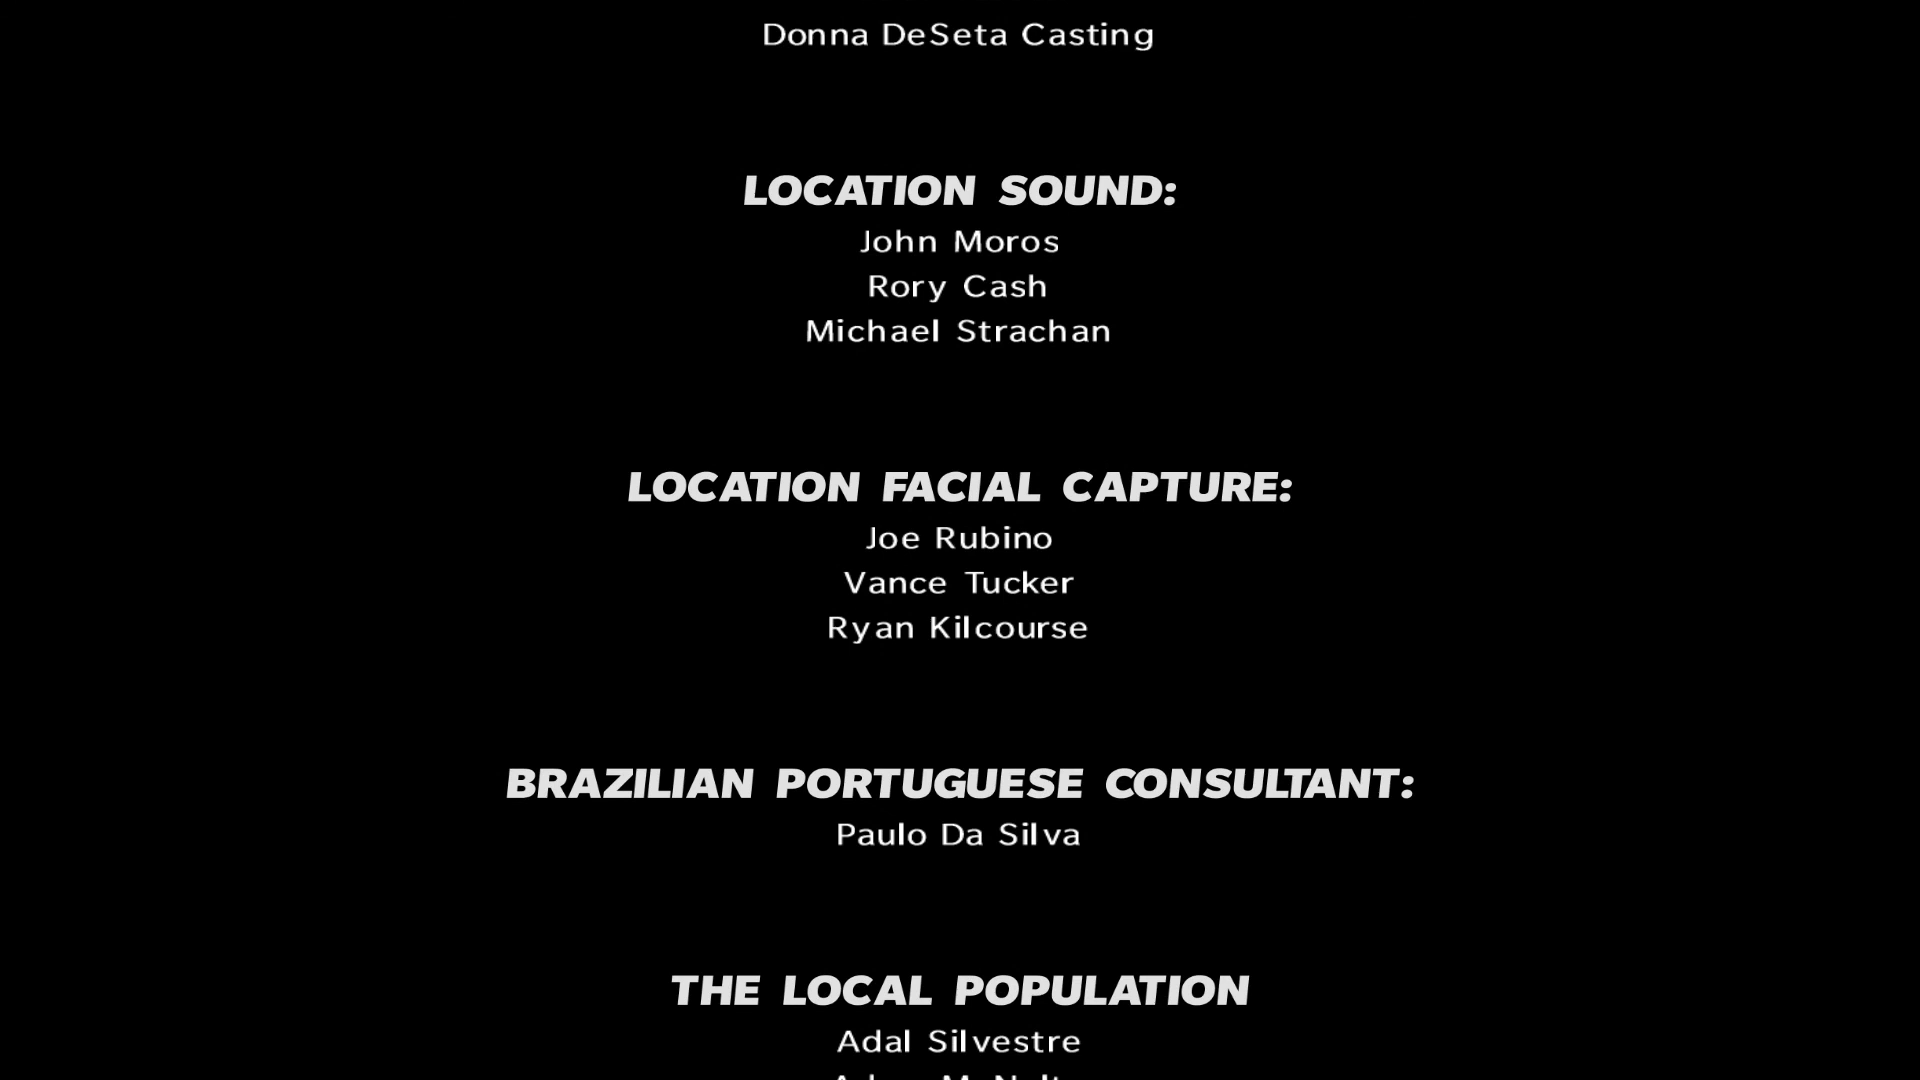 Donna DeSeta Casting
LOCATION SOUND:
John Moros
Rory Cash
Michael Strachan
LOCATION FACIAL CAPTURE:
Joe Rubino
Vance Tucker
Ryan Kilcourse
BRAZILIAN PORTUGUESE CONSULTANT:
Paulo Da Silva
THE LOCAL POPULATION
Adal Silvestre